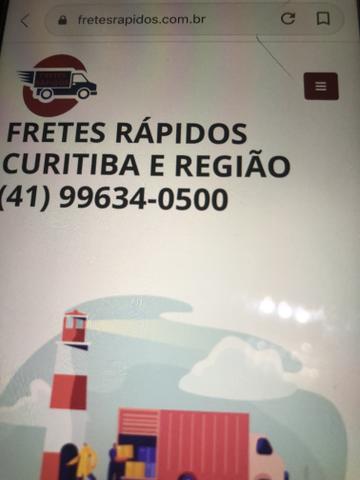 fretesrapidos.com.br
FRETES RÁPIDOS
CURITIBA E REGIÃO
(41) 99634-0500